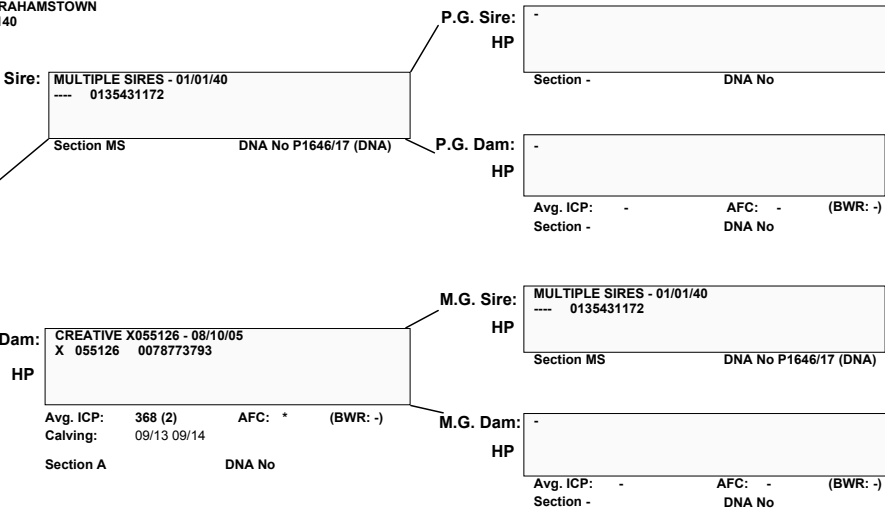 RAHAMSTOWN
140
Sire:
MULTIPLE SIRES - 01/01/40
---- 0135431172
Section MS DNA No P1646/17 (DNA)
P.G. Sire:
HP
-
Section - DNA No
P.G. Dam:
HP
-
Avg. ICP: - AFC: - (BWR: -)
Section - DNA No
Dam:
HP
CREATIVE X055126 - 08/10/05
X 055126 0078773793
Avg. ICP: 368 (2) AFC: * (BWR: -)
Calving: 09/13 09/14
Section A DNA No
M.G. Sire:
HP
MULTIPLE SIRES - 01/01/40
---- 0135431172
Section MS DNA No P1646/17 (DNA)
M.G. Dam:
HP
-
Avg. ICP: - AFC: - (BWR: -)
Section - DNA No